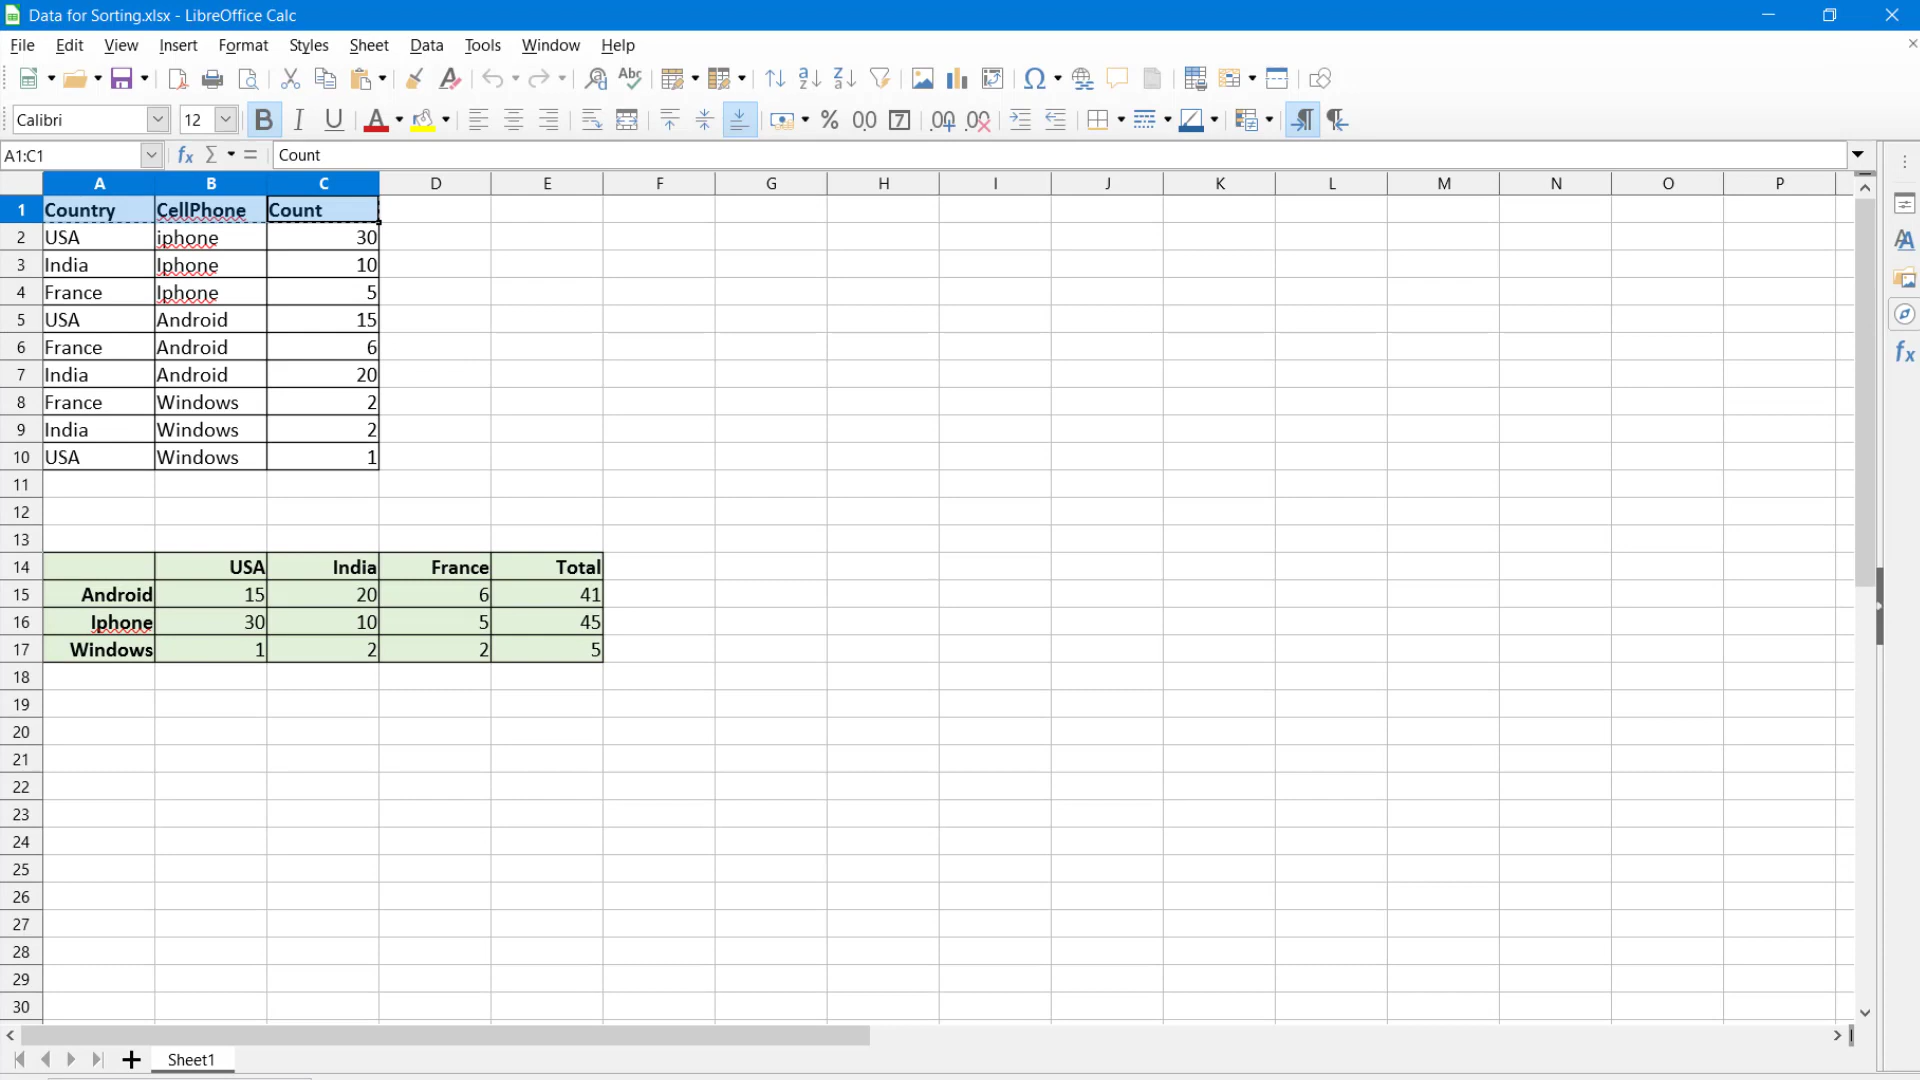 Data for Sorting.xlsx - LibreOffice Calc
File Edit View Insert Format Styles Sheet Data Tools Window Help
Calibri 12
A1:C1 Count
A B C D E F G H I J K L M N O P
1 Country CellPhone Count
2 USA iphone 30
3 India Iphone 10
4 France Iphone 5
5 USA Android 15
6 France Android 6
7 India Android 20
8 France Windows 2
9 India Windows 2
10 USA Windows 1
11
12
13
14 USA India France Total
15 Android 15 20 6 41
16 Iphone 30 10 5 45
17 Windows 1 2 2 5
18
19
20
21
22
23
24
25
26
27
28
29
30
Sheet1